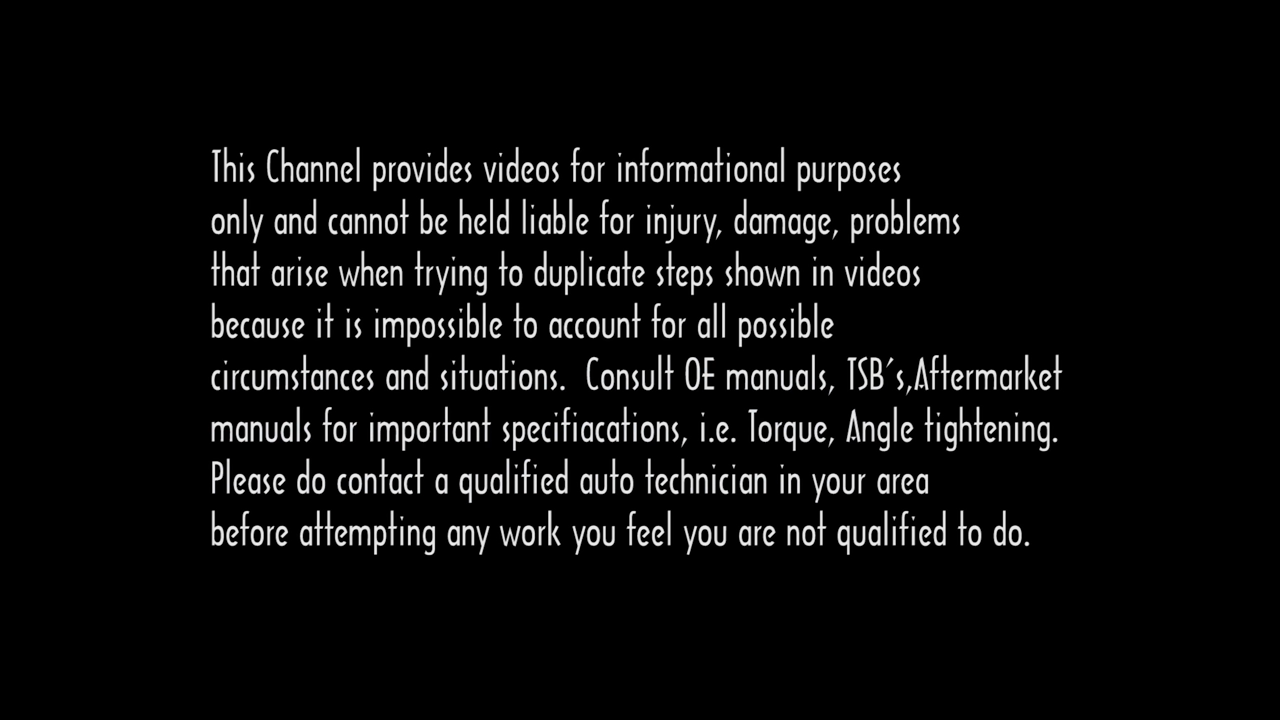 This Channel provides videos for informational purposes
only and cannot be held liable for injury, damage, problems
that arise when trying to duplicate steps shown in videos
because it is impossible to account for all possible
circumstances and situations.  Consult OE manuals, TSB's,Aftermarket
manuals for important specifiacations, i.e. Torque, Angle tightening.
Please do contact a qualified auto technician in your area
before attempting any work you feel you are not qualified to do.